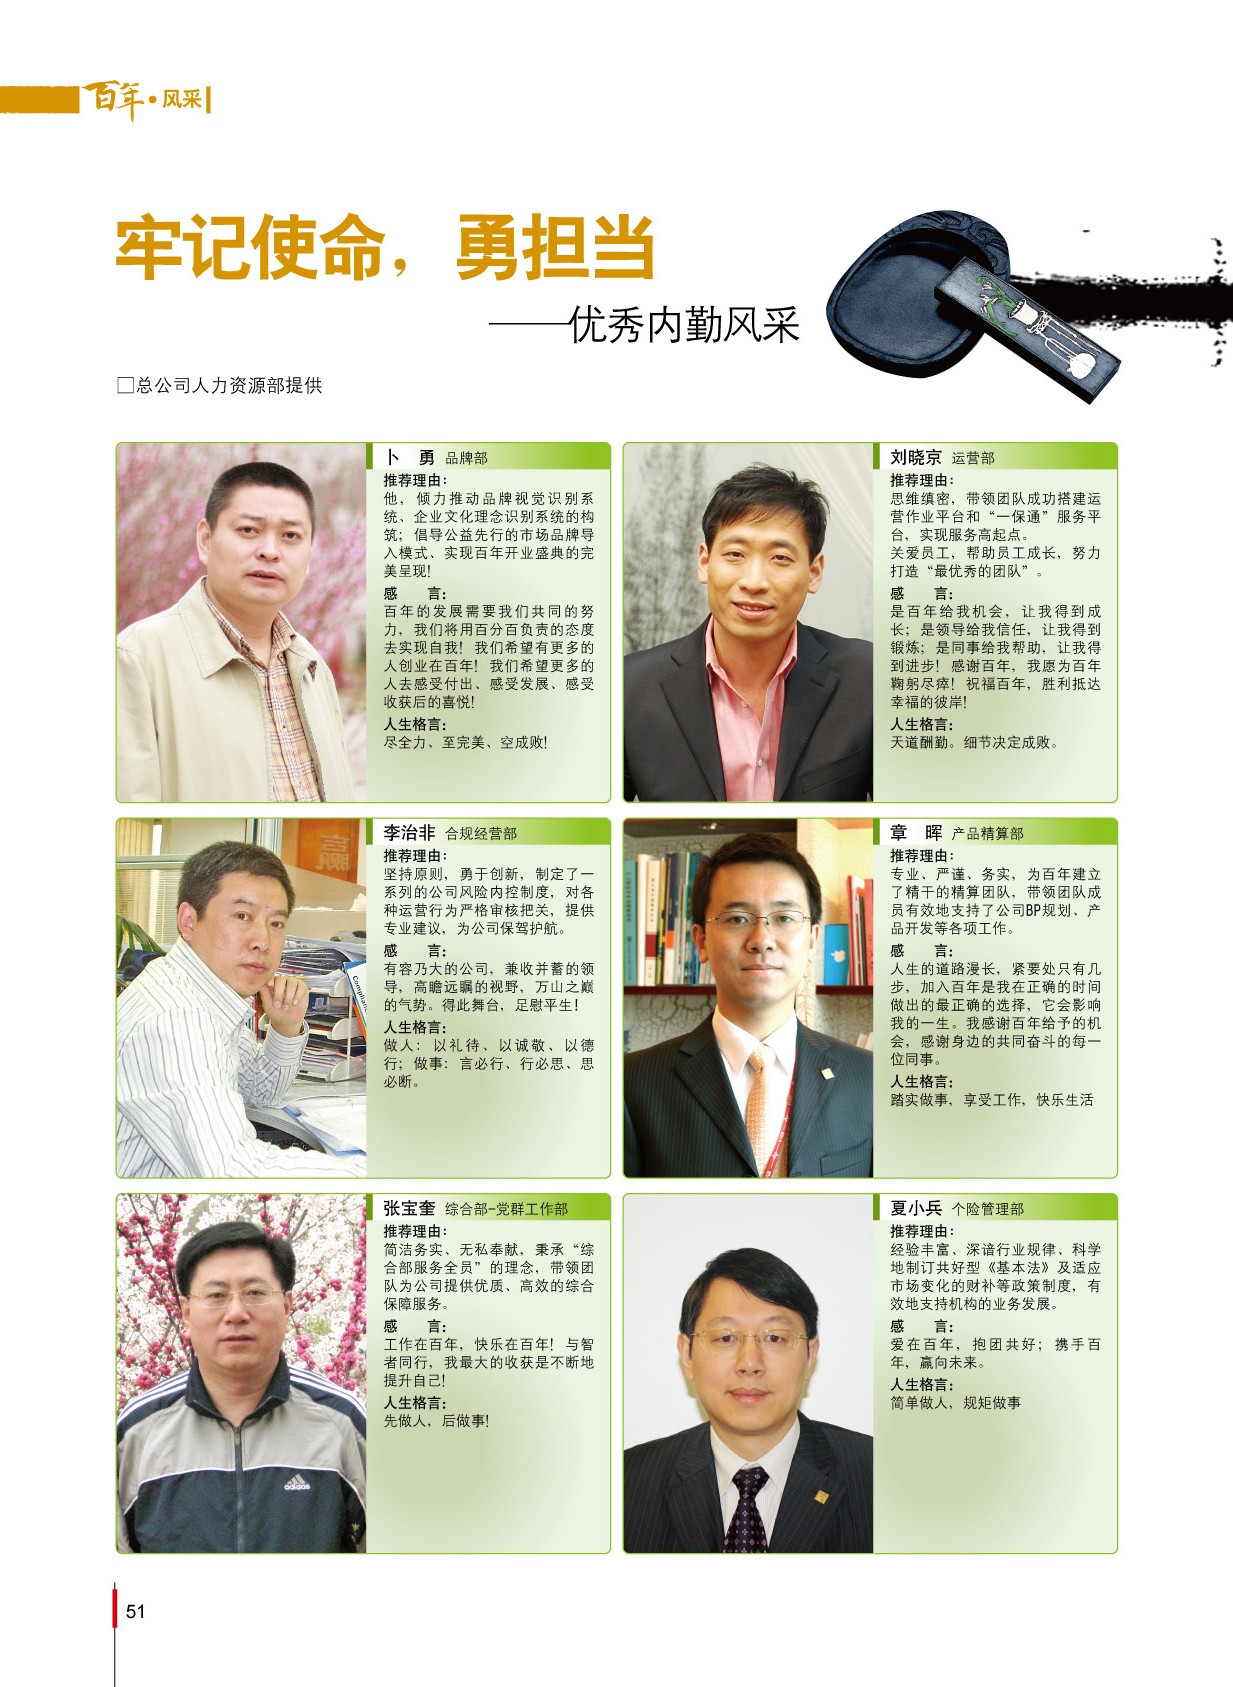 百年·风采
牢记使命，勇担当
——优秀内勤风采
□总公司人力资源部提供
卜　勇 品牌部
推荐理由：
他，倾力推动品牌视觉识别系
统、企业文化理念识别系统的构
筑；倡导公益先行的市场品牌导
入模式、实现百年开业盛典的完
美呈现！
感　　言：
百年的发展需要我们共同的努
力，我们将用百分百负责的态度
去实现自我！我们希望有更多的
人创业在百年！我们希望更多的
人去感受付出、感受发展、感受
收获后的喜悦！
人生格言：
尽全力、至完美、空成败！
刘晓京 运营部
推荐理由：
思维缜密，带领团队成功搭建运
营作业平台和“一保通”服务平
台，实现服务高起点。
关爱员工，帮助员工成长，努力
打造“最优秀的团队”。
感　　言：
是百年给我机会，让我得到成
长；是领导给我信任，让我得到
锻炼；是同事给我帮助，让我得
到进步！感谢百年，我愿为百年
鞠躬尽瘁！祝福百年，胜利抵达
幸福的彼岸！
人生格言：
天道酬勤。细节决定成败。
李治非 合规经营部
推荐理由：
坚持原则，勇于创新，制定了一
系列的公司风险内控制度，对各
种运营行为严格审核把关，提供
专业建议，为公司保驾护航。
感　　言：
有容乃大的公司，兼收并蓄的领
导，高瞻远瞩的视野，万山之巅
的气势。得此舞台，足慰平生！
人生格言：
做人：以礼待、以诚敬、以德
行；做事：言必行、行必思、思
必断。
章　晖 产品精算部
推荐理由：
专业、严谨、务实，为百年建立
了精干的精算团队，带领团队成
员有效地支持了公司BP规划、产
品开发等各项工作。
感　　言：
人生的道路漫长，紧要处只有几
步，加入百年是我在正确的时间
做出的最正确的选择，它会影响
我的一生。我感谢百年给予的机
会，感谢身边的共同奋斗的每一
位同事。
人生格言：
踏实做事，享受工作，快乐生活
张宝奎 综合部-党群工作部
推荐理由：
简洁务实、无私奉献，秉承“综
合部服务全员”的理念，带领团
队为公司提供优质、高效的综合
保障服务。
感　　言：
工作在百年，快乐在百年！与智
者同行，我最大的收获是不断地
提升自己！
人生格言：
先做人，后做事！
adidas
夏小兵 个险管理部
推荐理由：
经验丰富、深谙行业规律、科学
地制订共好型《基本法》及适应
市场变化的财补等政策制度，有
效地支持机构的业务发展。
感　　言：
爱在百年，抱团共好；携手百
年，赢向未来。
人生格言：
简单做人，规矩做事
51